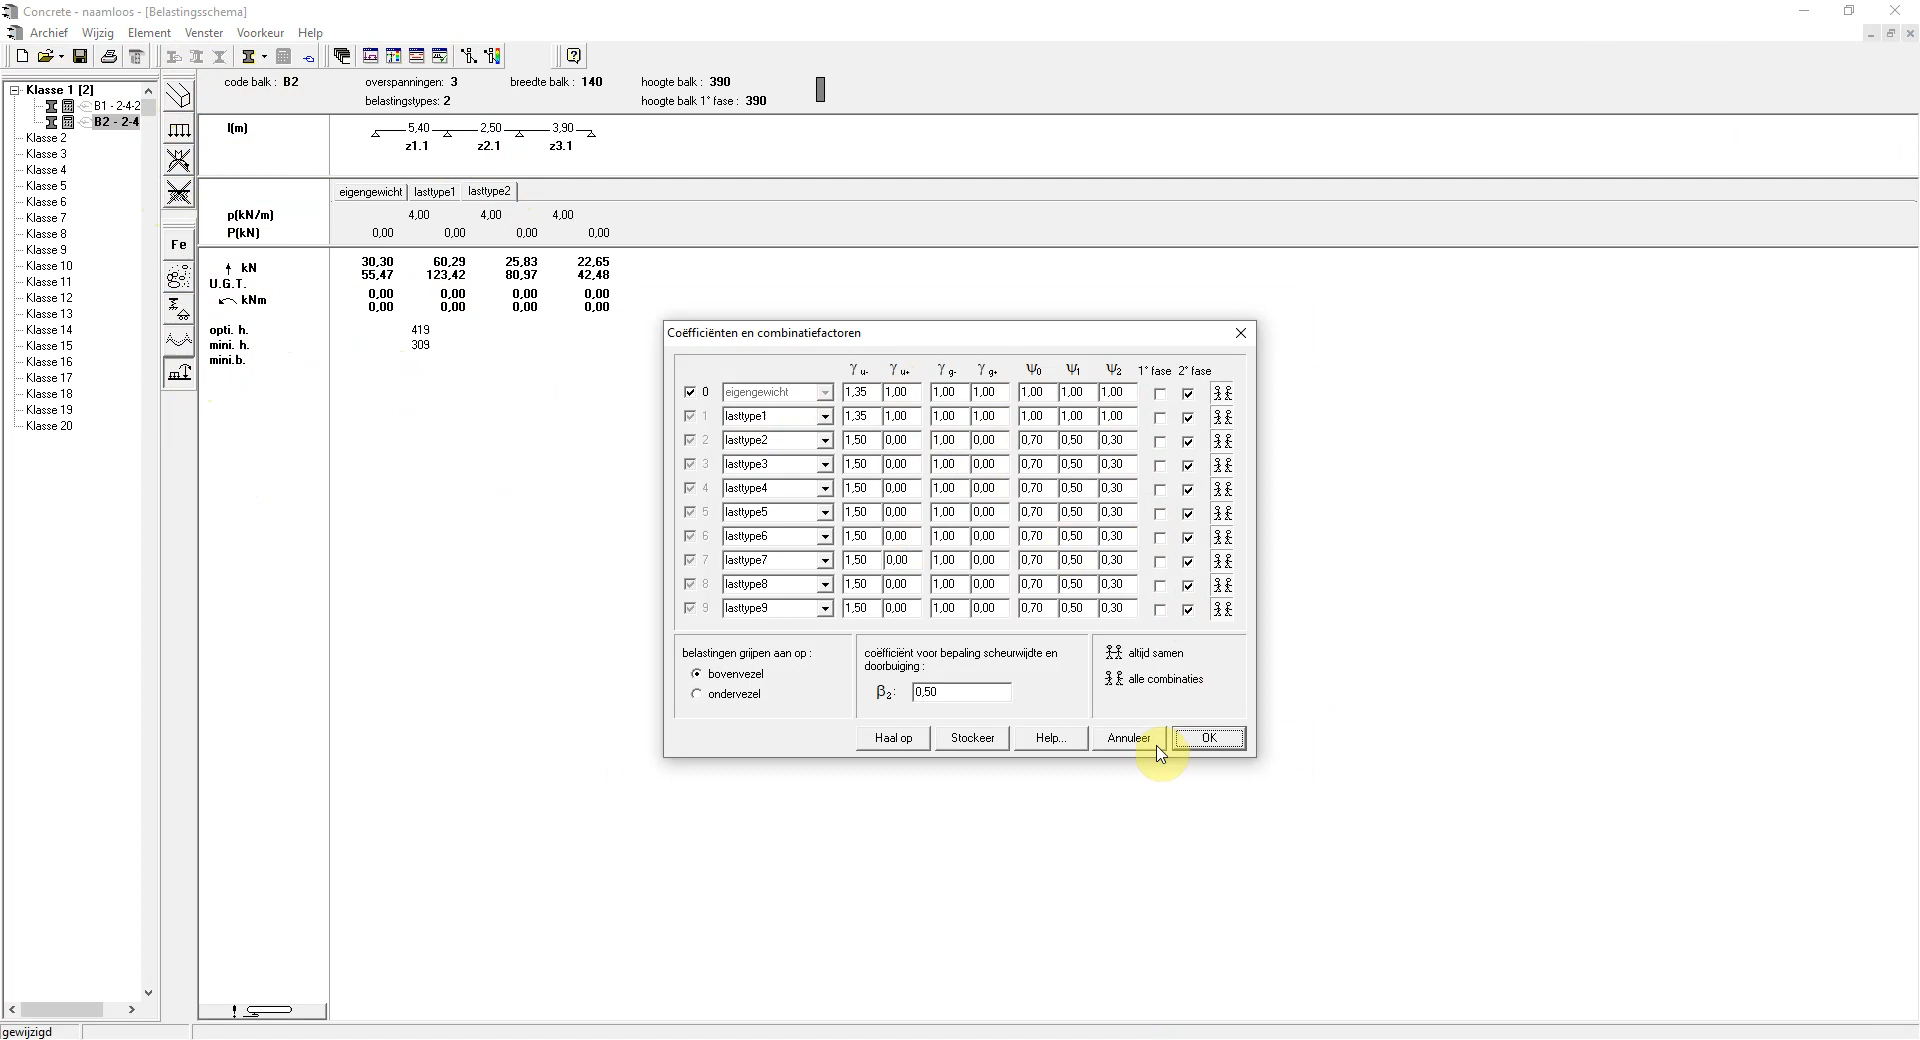 Concrete - naamloos - [Belastingsschema]
Archief Wijzig Element Venster Voorkeur Help
Klasse 1 [2]
B1 - 2-4-2
B2 - 2-4
Klasse 2
Klasse 3
Klasse 4
Klasse 5
Klasse 6
Klasse 7
Klasse 8
Klasse 9
Klasse 10
Klasse 11
Klasse 12
Klasse 13
Klasse 14
Klasse 15
Klasse 16
Klasse 17
Klasse 18
Klasse 19
Klasse 20
Fe
code balk : B2 overspanningen: 3 breedte balk : 140 hoogte balk : 390
belastingstypes: 2 hoogte balk 1° fase : 390
l(m) 5,40 2,50 3,90
z1.1 z2.1 z3.1
eigengewicht lasttype1 lasttype2
p(kN/m) 4,00 4,00 4,00
P(kN) 0,00 0,00 0,00 0,00
kN 30,30 60,29 25,83 22,65
55,47 123,42 80,97 42,48
U.G.T.
kNm 0,00 0,00 0,00 0,00
0,00 0,00 0,00 0,00
opti. h. 419
mini. h. 309
mini.b.
Coëfficiënten en combinatiefactoren
γ u- γ u+ γ g- γ g+ Ψ0 Ψ1 Ψ2 1° fase 2° fase
0 eigengewicht 1,35 1,00 1,00 1,00 1,00 1,00 1,00
1 lasttype1 1,35 1,00 1,00 1,00 1,00 1,00 1,00
2 lasttype2 1,50 0,00 1,00 0,00 0,70 0,50 0,30
3 lasttype3 1,50 0,00 1,00 0,00 0,70 0,50 0,30
4 lasttype4 1,50 0,00 1,00 0,00 0,70 0,50 0,30
5 lasttype5 1,50 0,00 1,00 0,00 0,70 0,50 0,30
6 lasttype6 1,50 0,00 1,00 0,00 0,70 0,50 0,30
7 lasttype7 1,50 0,00 1,00 0,00 0,70 0,50 0,30
8 lasttype8 1,50 0,00 1,00 0,00 0,70 0,50 0,30
9 lasttype9 1,50 0,00 1,00 0,00 0,70 0,50 0,30
belastingen grijpen aan op :
bovenvezel
ondervezel
coëfficiënt voor bepaling scheurwijdte en
doorbuiging :
β2: 0,50
altijd samen
alle combinaties
Haal op Stockeer Help... Annuleer OK
gewijzigd